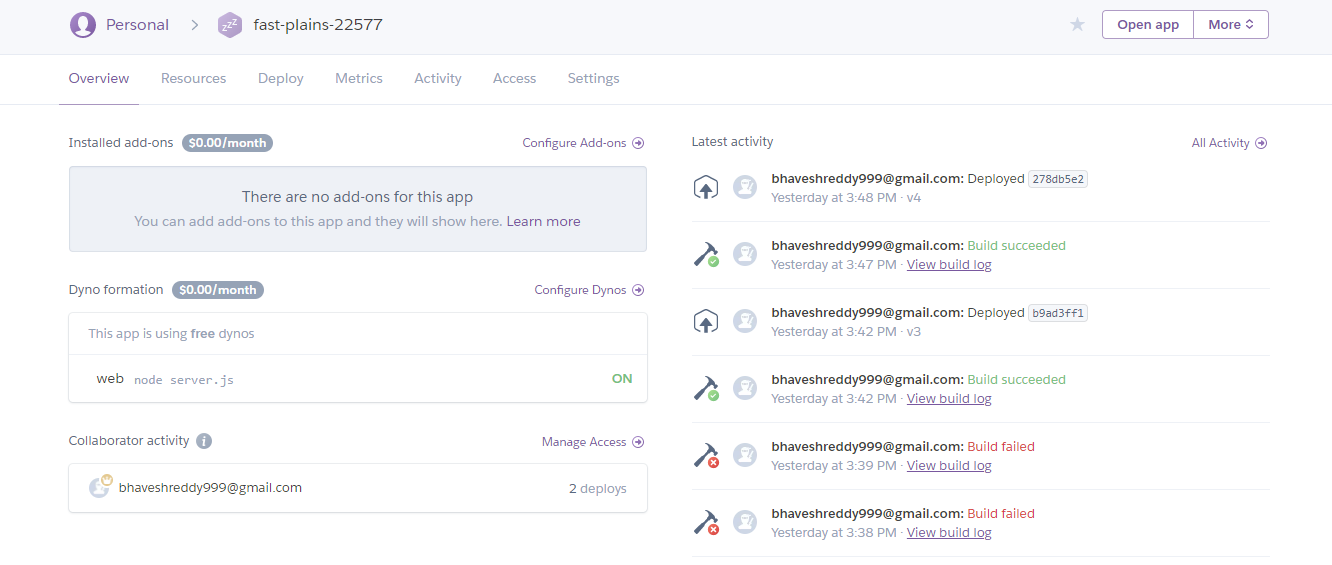 Personal > zzz fast-plains-22577 Open app More
Overview Resources Deploy Metrics Activity Access Settings
Installed add-ons $0.00/month Configure Add-ons
There are no add-ons for this app
You can add add-ons to this app and they will show here. Learn more
Dyno formation $0.00/month Configure Dynos
This app is using free dynos
web node server.js ON
Collaborator activity i Manage Access
bhaveshreddy999@gmail.com 2 deploys
Latest activity All Activity
bhaveshreddy999@gmail.com: Deployed 278db5e2
Yesterday at 3:48 PM · v4
bhaveshreddy999@gmail.com: Build succeeded
Yesterday at 3:47 PM · View build log
bhaveshreddy999@gmail.com: Deployed b9ad3ff1
Yesterday at 3:42 PM · v3
bhaveshreddy999@gmail.com: Build succeeded
Yesterday at 3:42 PM · View build log
bhaveshreddy999@gmail.com: Build failed
Yesterday at 3:39 PM · View build log
bhaveshreddy999@gmail.com: Build failed
Yesterday at 3:38 PM · View build log